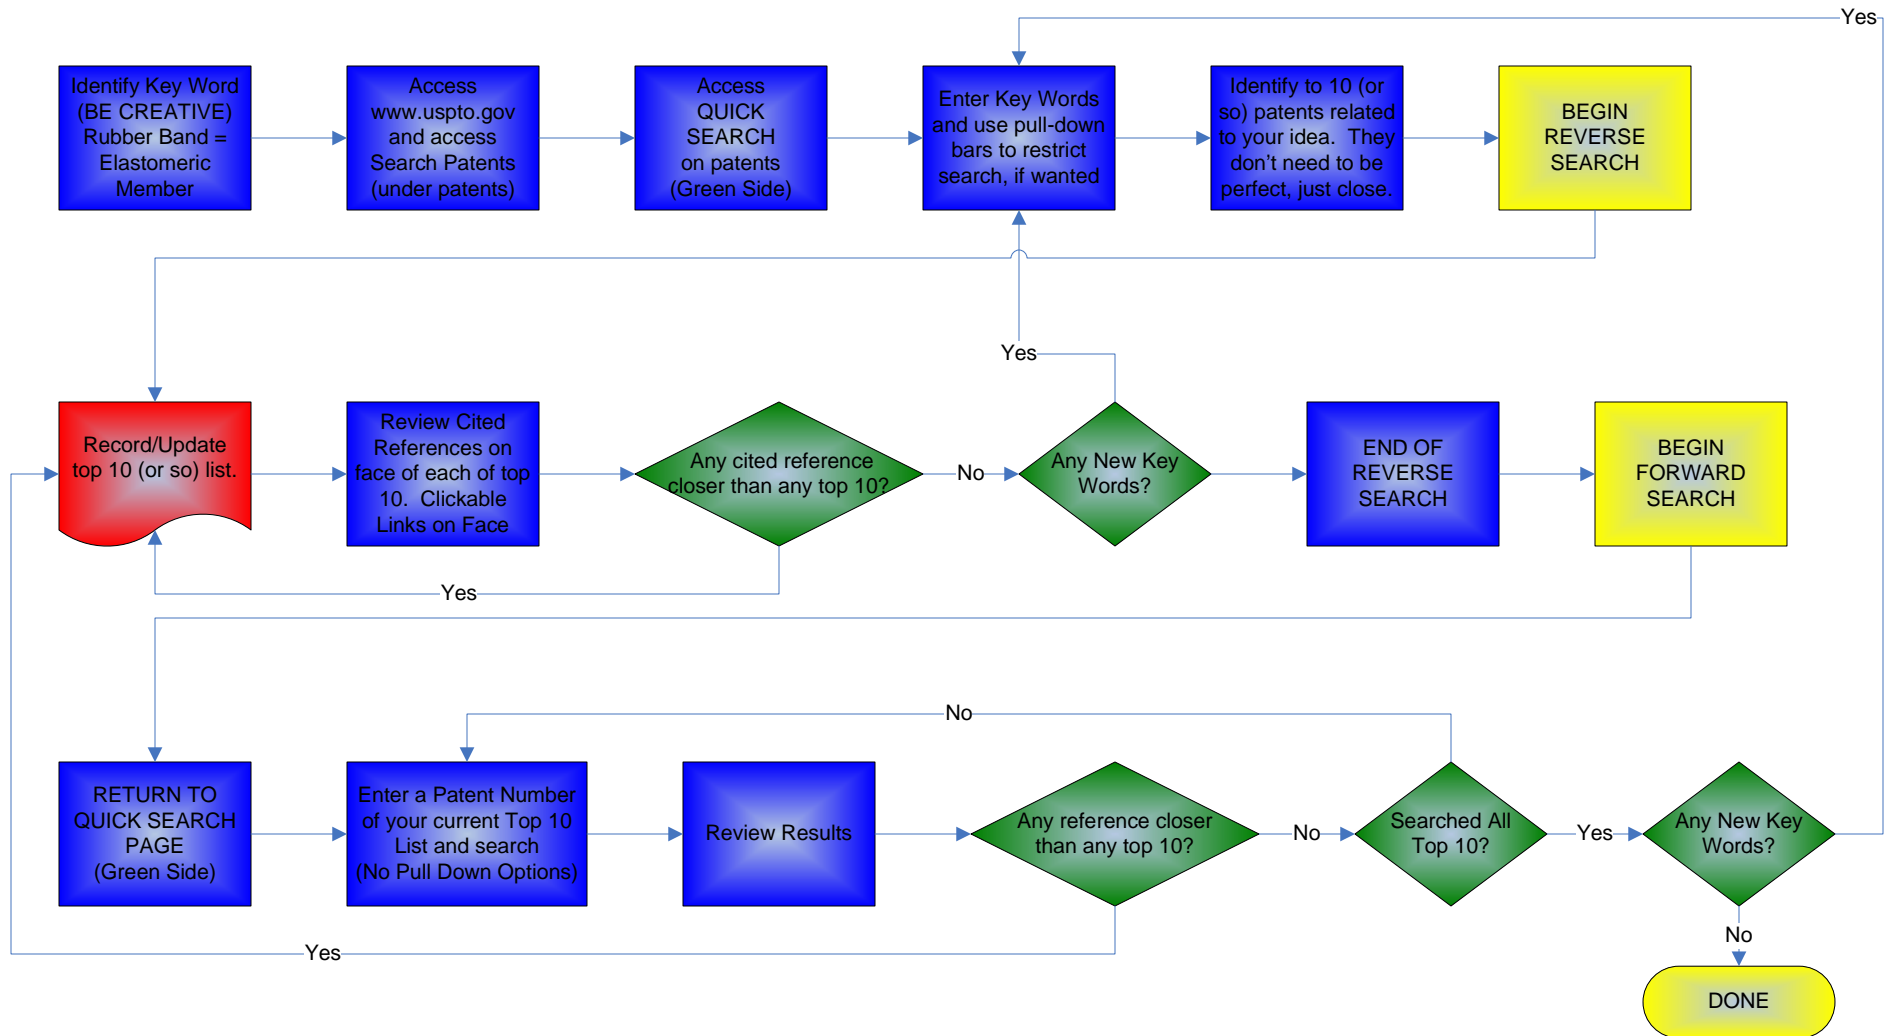 Yes
Identify Key Word
(BE CREATIVE)
Rubber Band =
Elastomeric
Member
Access
www.uspto.gov
and access
Search Patents
(under patents)
Access
QUICK
SEARCH
on patents
(Green Side)
Enter Key Words
and use pull-down
bars to restrict
search, if wanted
Identify to 10 (or
so) patents related
to your idea.  They
don't need to be
perfect, just close.
BEGIN
REVERSE
SEARCH
Yes
Record/Update
top 10 (or so) list.
Review Cited
References on
face of each of top
10.  Clickable
Links on Face
Any cited reference
closer than any top 10?
No
Any New Key
Words?
END OF
REVERSE
SEARCH
BEGIN
FORWARD
SEARCH
Yes
No
RETURN TO
QUICK SEARCH
PAGE
(Green Side)
Enter a Patent Number
of your current Top 10
List and search
(No Pull Down Options)
Review Results
Any reference closer
than any top 10?
No
Searched All
Top 10?
Yes
Any New Key
Words?
Yes
No
DONE